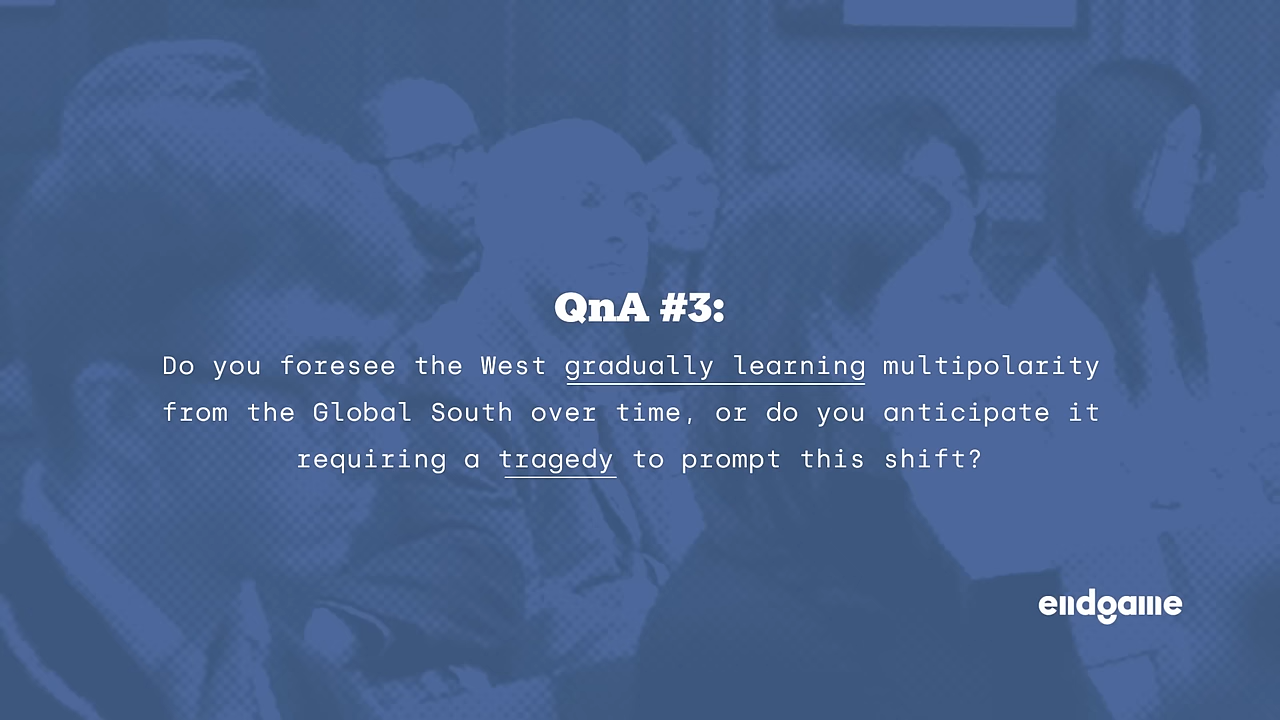 QnA #3:
Do you foresee the West gradually learning multipolarity
from the Global South over time, or do you anticipate it
requiring a tragedy to prompt this shift?
endgame